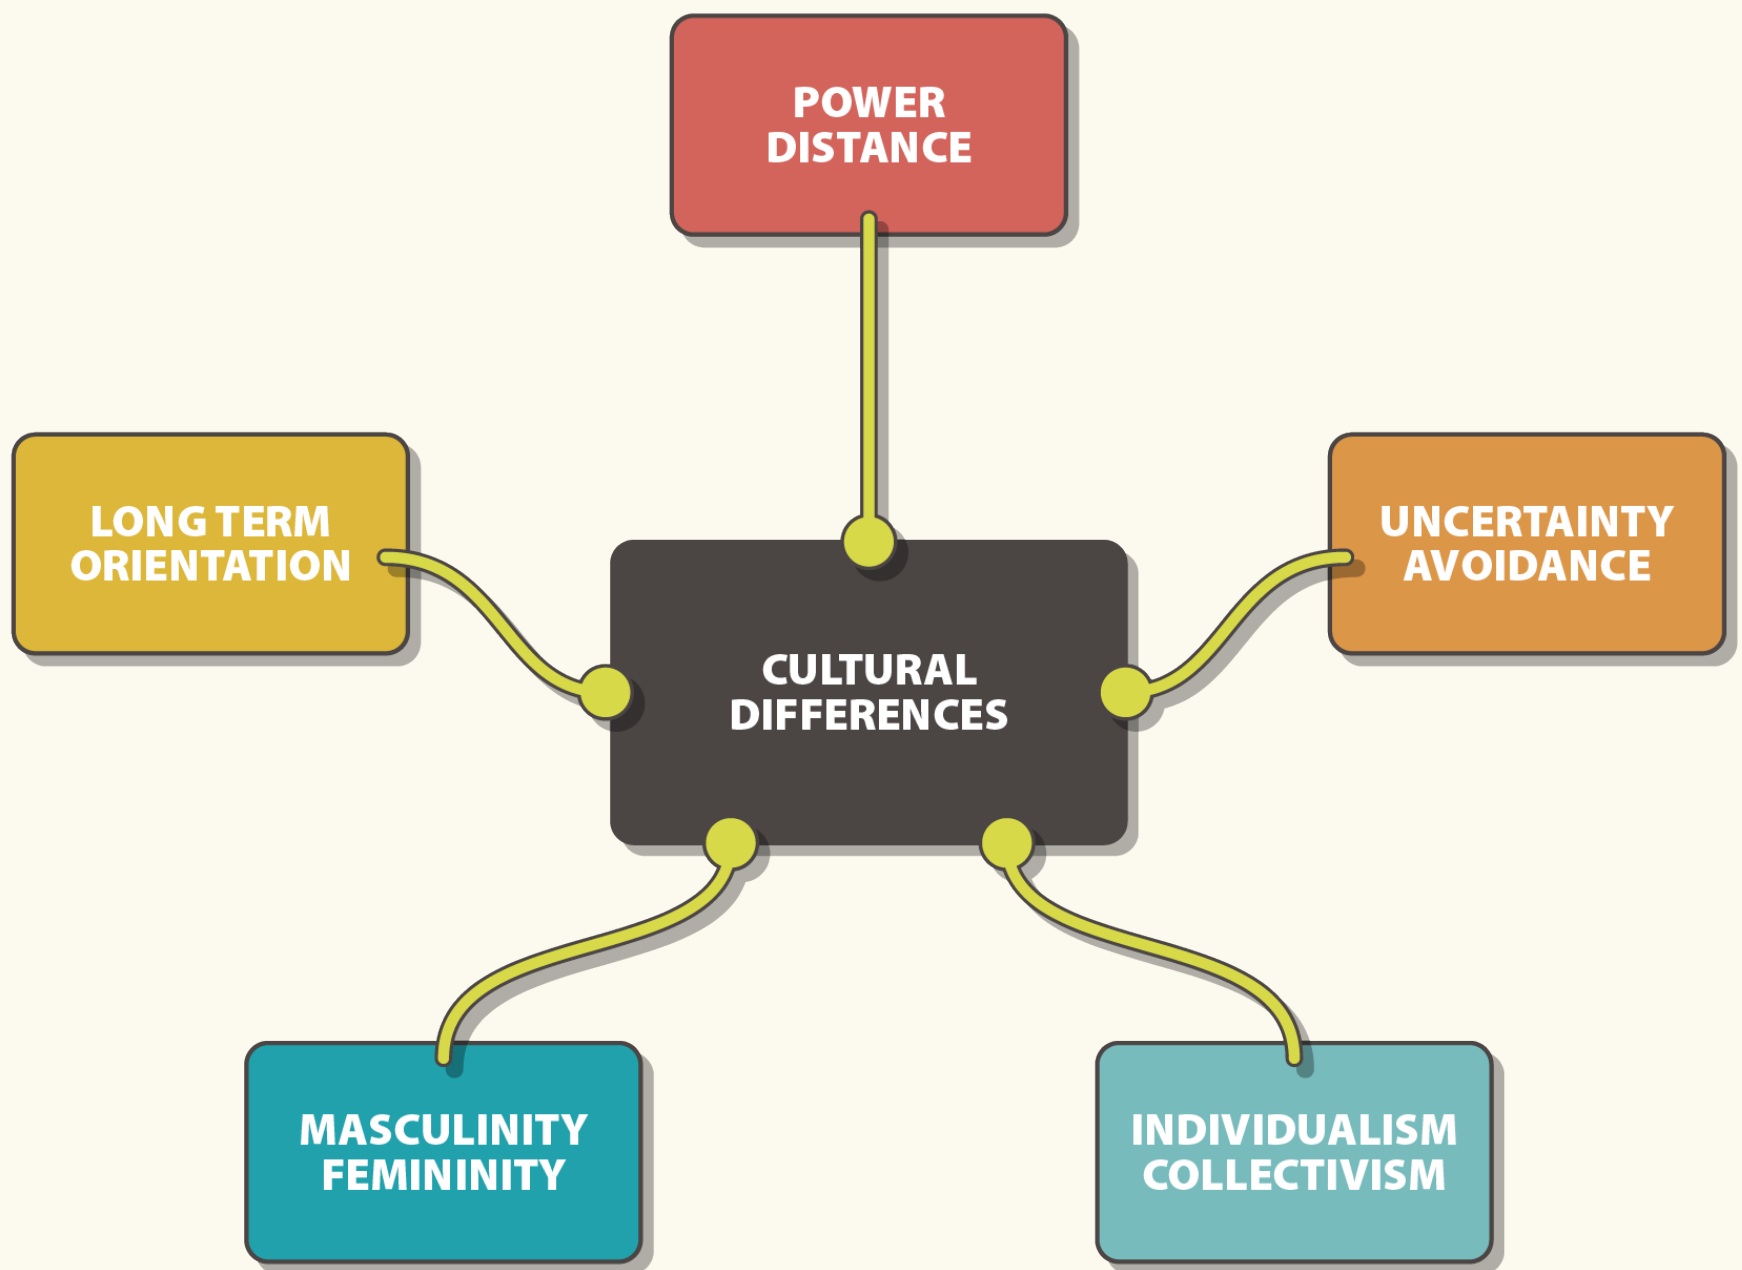 POWER
DISTANCE
LONG TERM
ORIENTATION
UNCERTAINTY
AVOIDANCE
CULTURAL
DIFFERENCES
MASCULINITY
FEMININITY
INDIVIDUALISM
COLLECTIVISM